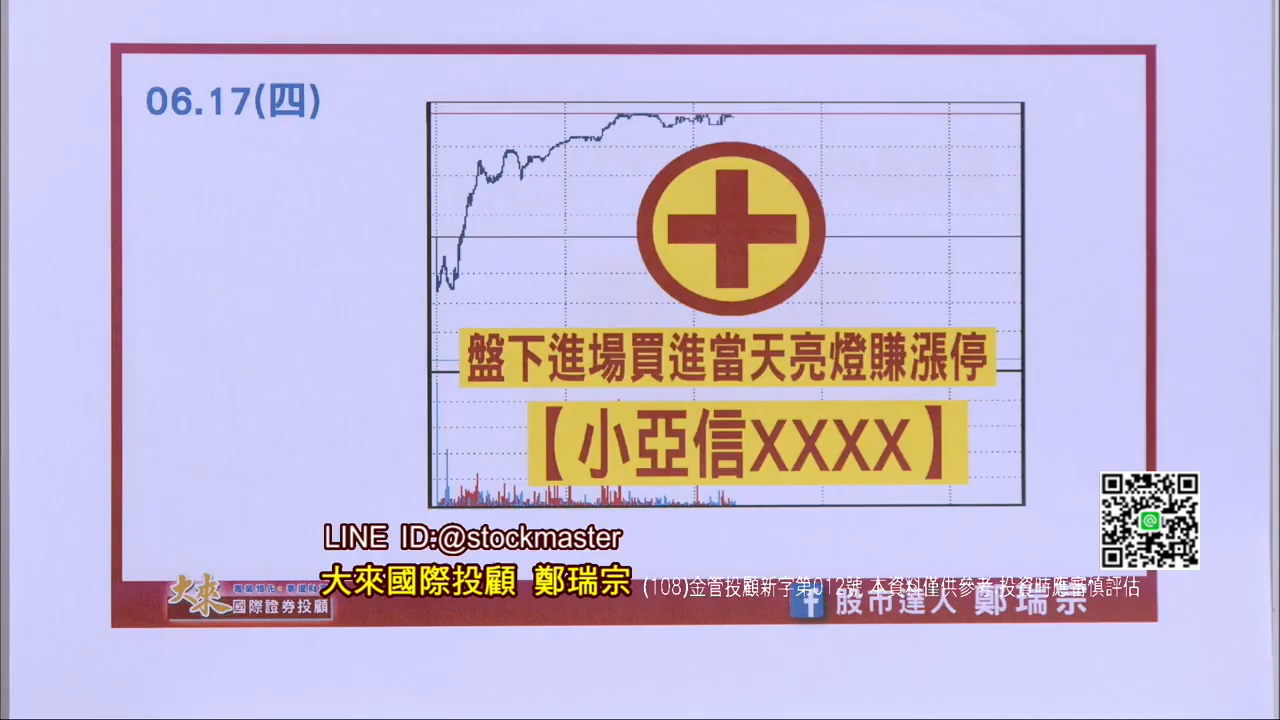 06.17(四)
盤下進場買進當天亮燈賺漲停
【小亞信XXXX】
LINE ID:@stockmaster
大來國際投顧 鄭瑞宗
(108)金管投顧新字第012號 本資料僅供參考 投資時應審慎評估
大來
國際證券投顧
股市達人 鄭瑞宗